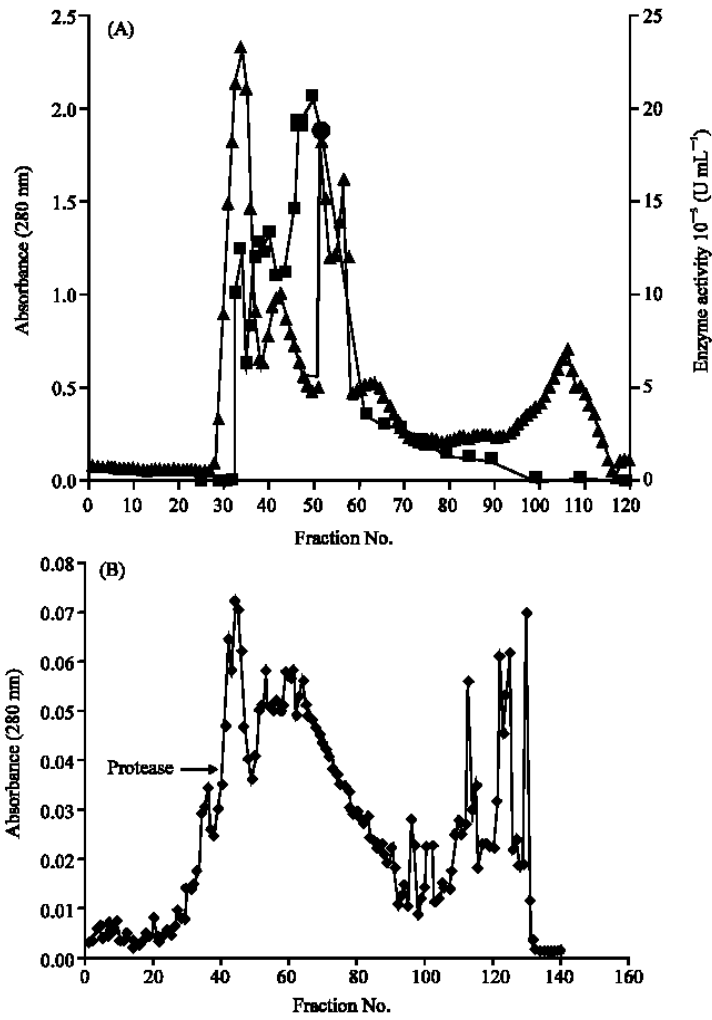 (A)
Absorbance (280 nm)
2.5
2.0
1.5
1.0
0.5
0.0
25
20
15
10
5
0
Enzyme activity 10⁻³ (U mL⁻¹)
0 10 20 30 40 50 60 70 80 90 100 110 120
Fraction No.
(B)
Absorbance (280 nm)
0.08
0.07
0.06
0.05
0.04
0.03
0.02
0.01
0.00
Protease
0 20 40 60 80 100 120 140 160
Fraction No.